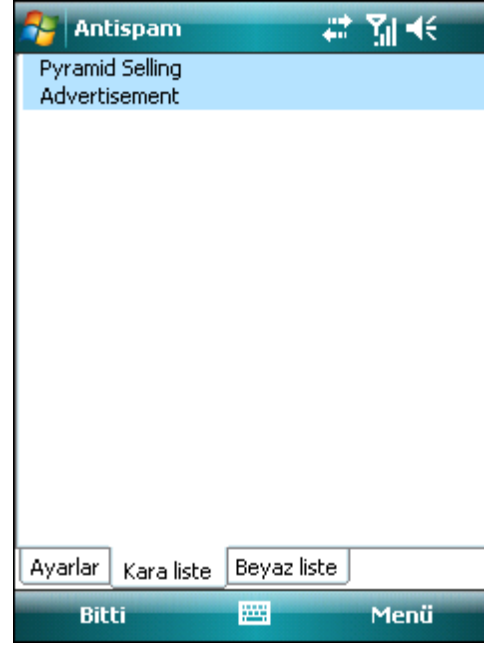 Antispam
Pyramid Selling
Advertisement
Ayarlar Kara liste Beyaz liste
Bitti Menü